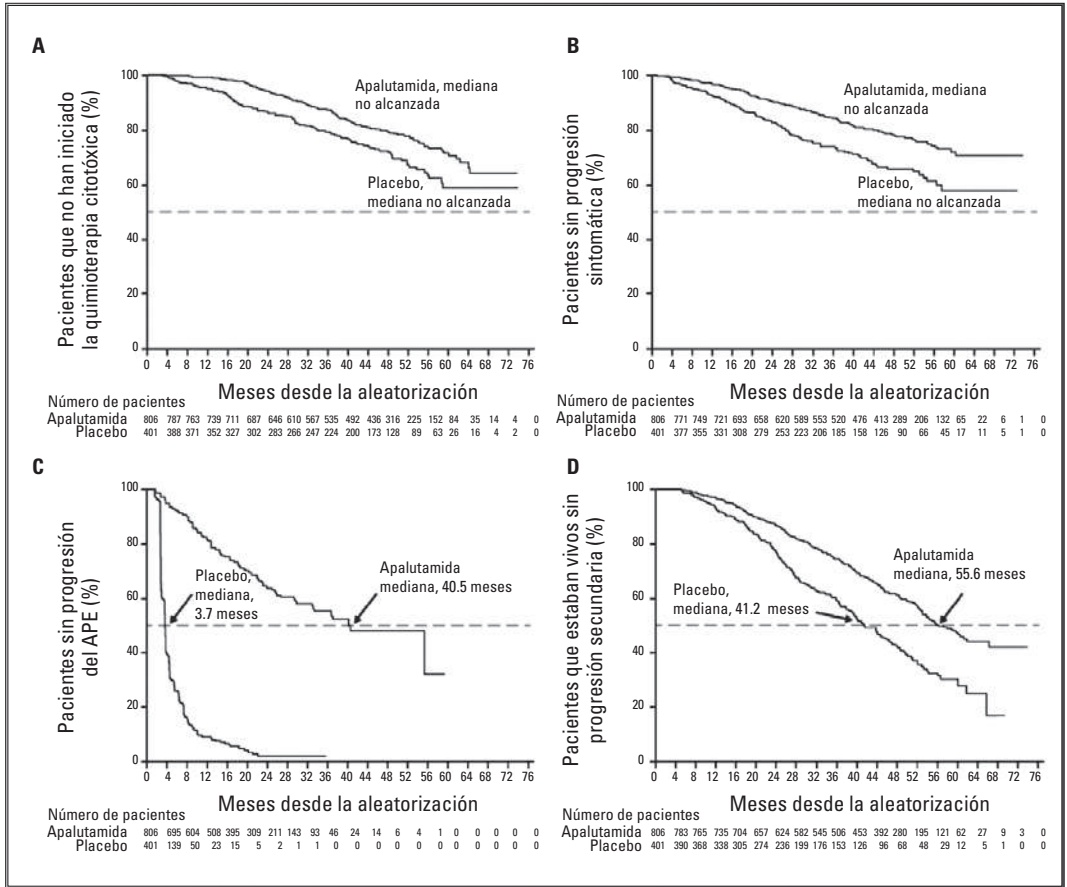 A
Pacientes que no han iniciado
la quimioterapia citotóxica (%)
100
80
60
40
20
0
Apalutamida, mediana
no alcanzada
Placebo,
mediana no alcanzada
0 4 8 12 16 20 24 28 32 36 40 44 48 52 56 60 64 68 72 76
Meses desde la aleatorización
Número de pacientes
Apalutamida 806 787 763 739 711 687 646 610 567 535 492 436 316 225 152 84 35 14 4 0
Placebo 401 388 371 352 327 302 283 266 247 224 200 173 128 89 63 26 16 4 2 0
B
Pacientes sin progresión
sintomática (%)
100
80
60
40
20
0
Apalutamida, mediana
no alcanzada
Placebo,
mediana no alcanzada
0 4 8 12 16 20 24 28 32 36 40 44 48 52 56 60 64 68 72 76
Meses desde la aleatorización
Número de pacientes
Apalutamida 806 771 749 721 693 658 620 589 553 520 476 413 289 206 132 65 22 6 1 0
Placebo 401 377 355 331 308 279 253 223 206 185 158 126 90 66 45 17 11 5 1 0
C
Pacientes sin progresión
del APE (%)
100
80
60
40
20
0
Placebo,
mediana,
3.7 meses
Apalutamida
mediana, 40.5 meses
0 4 8 12 16 20 24 28 32 36 40 44 48 52 56 60 64 68 72 76
Meses desde la aleatorización
Número de pacientes
Apalutamida 806 695 604 508 395 309 211 143 93 46 24 14 6 4 1 0 0 0 0 0
Placebo 401 139 50 23 15 5 2 1 1 0 0 0 0 0 0 0 0 0 0 0
D
Pacientes que estaban vivos sin
progresión secundaria (%)
100
80
60
40
20
0
Placebo,
mediana, 41.2 meses
Apalutamida
mediana, 55.6 meses
0 4 8 12 16 20 24 28 32 36 40 44 48 52 56 60 64 68 72 76
Meses desde la aleatorización
Número de pacientes
Apalutamida 806 783 765 735 704 657 624 582 545 506 453 392 280 195 121 62 27 9 3 0
Placebo 401 390 368 338 305 274 236 199 176 153 126 96 68 48 29 12 5 1 0 0